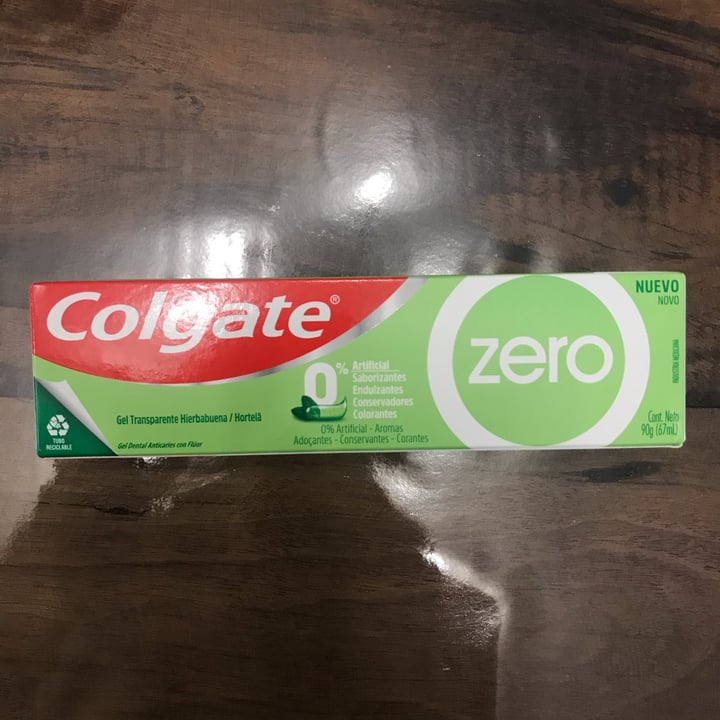 Colgate®
Gel Transparente Hierbabuena / Hortelã
Gel Dental Anticaries con Flúor
TUBO
RECICLABLE
0% Artificial
Saborizantes
Endulzantes
Conservadores
Colorantes
0% Artificial - Aromas
Adoçantes - Conservantes - Corantes
zero
NUEVO
NOVO
INDUSTRIA MEXICANA
Cont. Neto
90g (67mL)